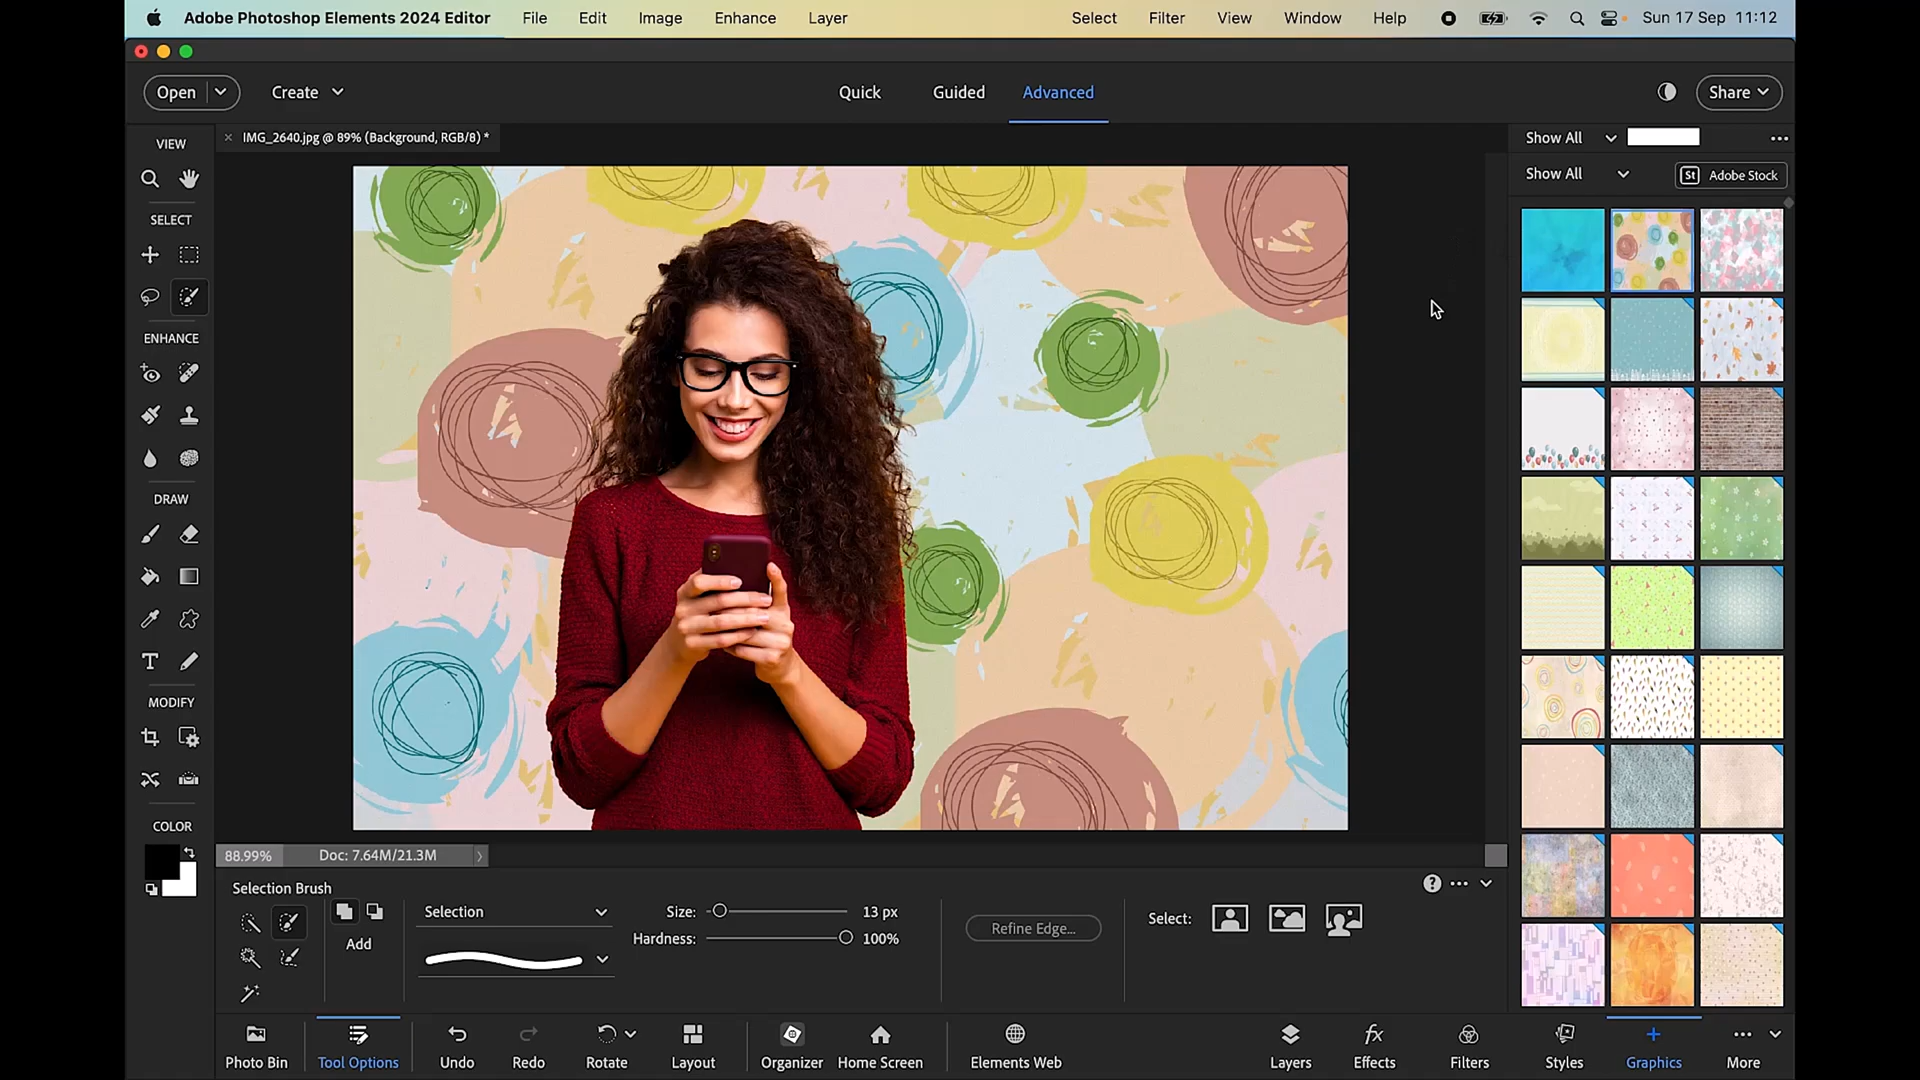 Adobe Photoshop Elements 2024 Editor File Edit Image Enhance Layer Select Filter View Window Help Sun 17 Sep 11:12
Open Create Quick Guided Advanced Share
VIEW
IMG_2640.jpg @ 89% (Background, RGB/8) *
Show All
Show All St Adobe Stock
SELECT
ENHANCE
DRAW
T
MODIFY
COLOR
88.99% Doc: 7.64M/21.3M
Selection Brush
Add
Selection
Size: 13 px
Hardness: 100%
Refine Edge...
Select:
Photo Bin Tool Options Undo Redo Rotate Layout Organizer Home Screen Elements Web Layers fx Effects Filters Styles Graphics More